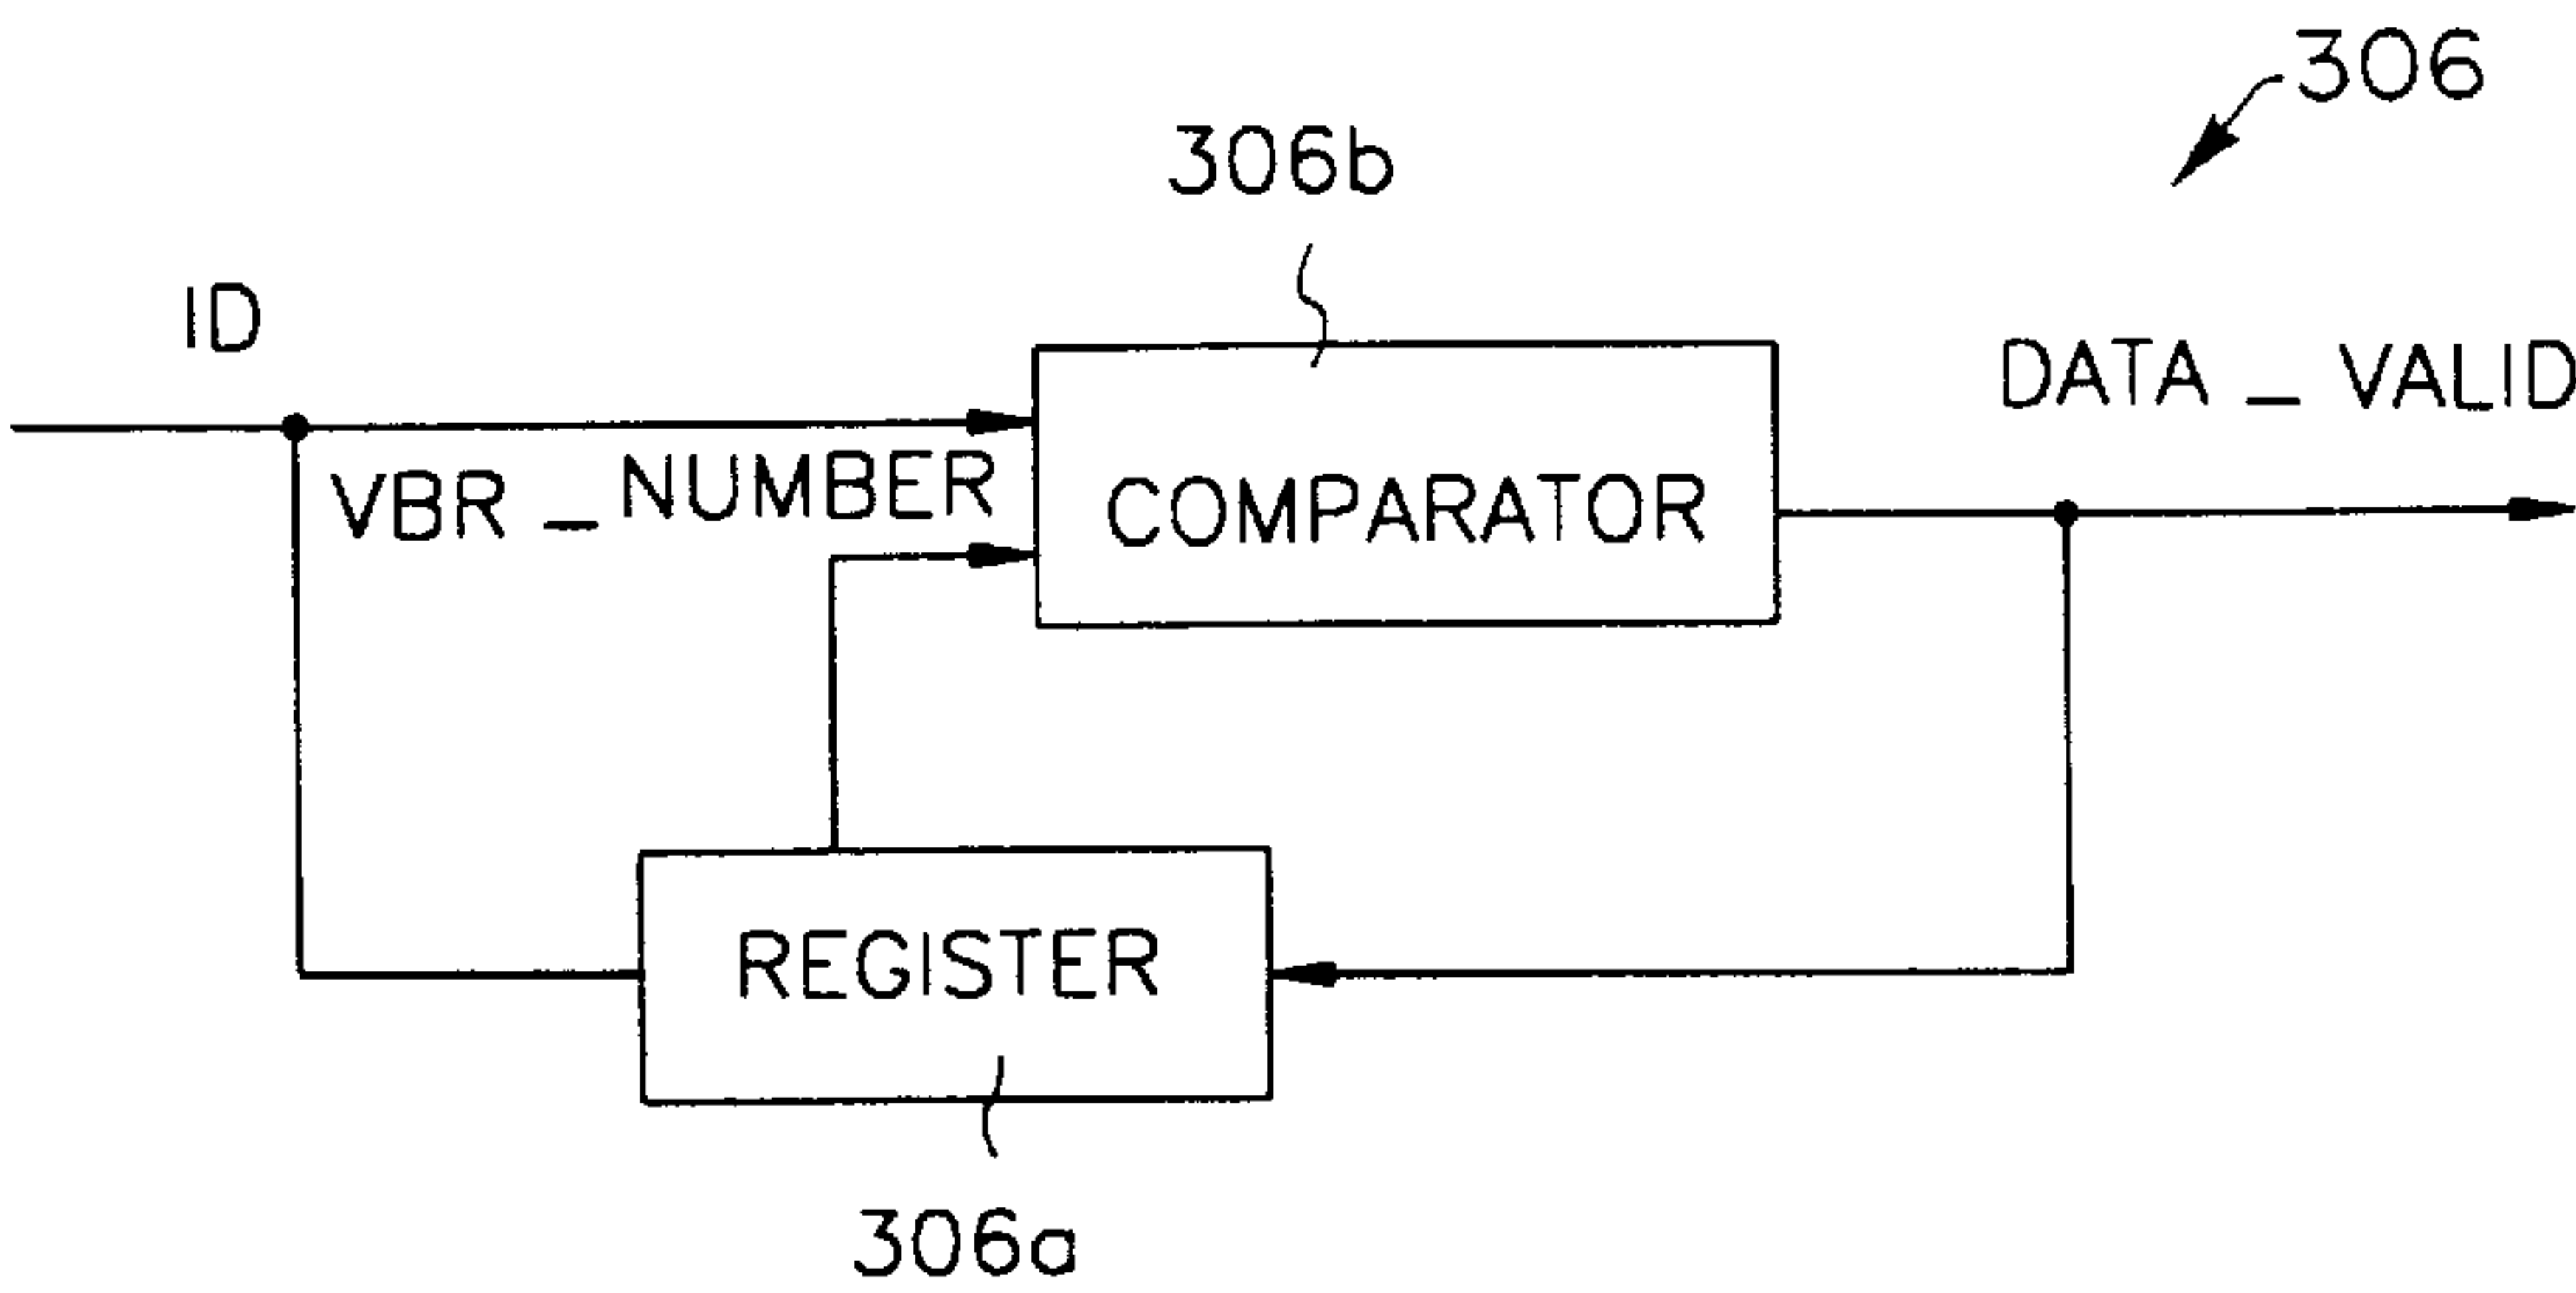 306
306b
ID
DATA _ VALID
VBR _ NUMBER
COMPARATOR
REGISTER
306a